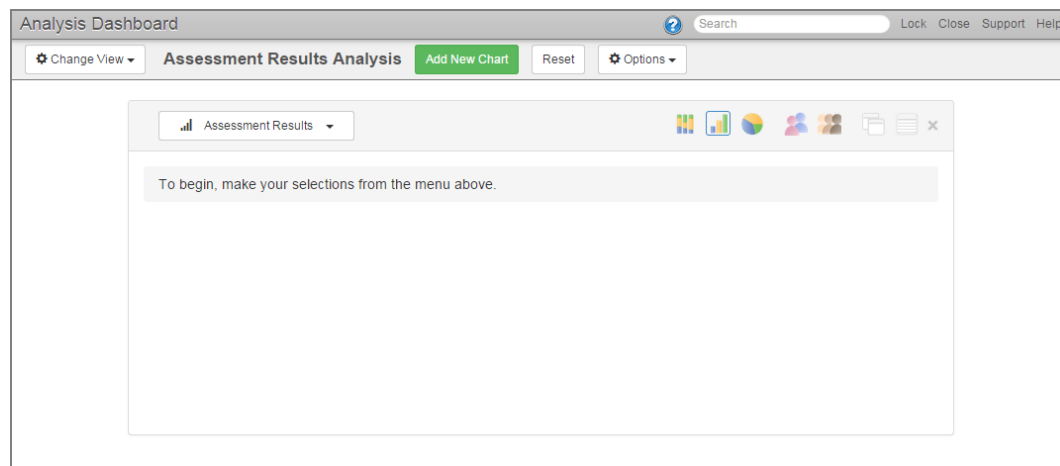 Analysis Dashboard Search Lock Close Support Help
Change View Assessment Results Analysis Add New Chart Reset Options
Assessment Results
To begin, make your selections from the menu above.